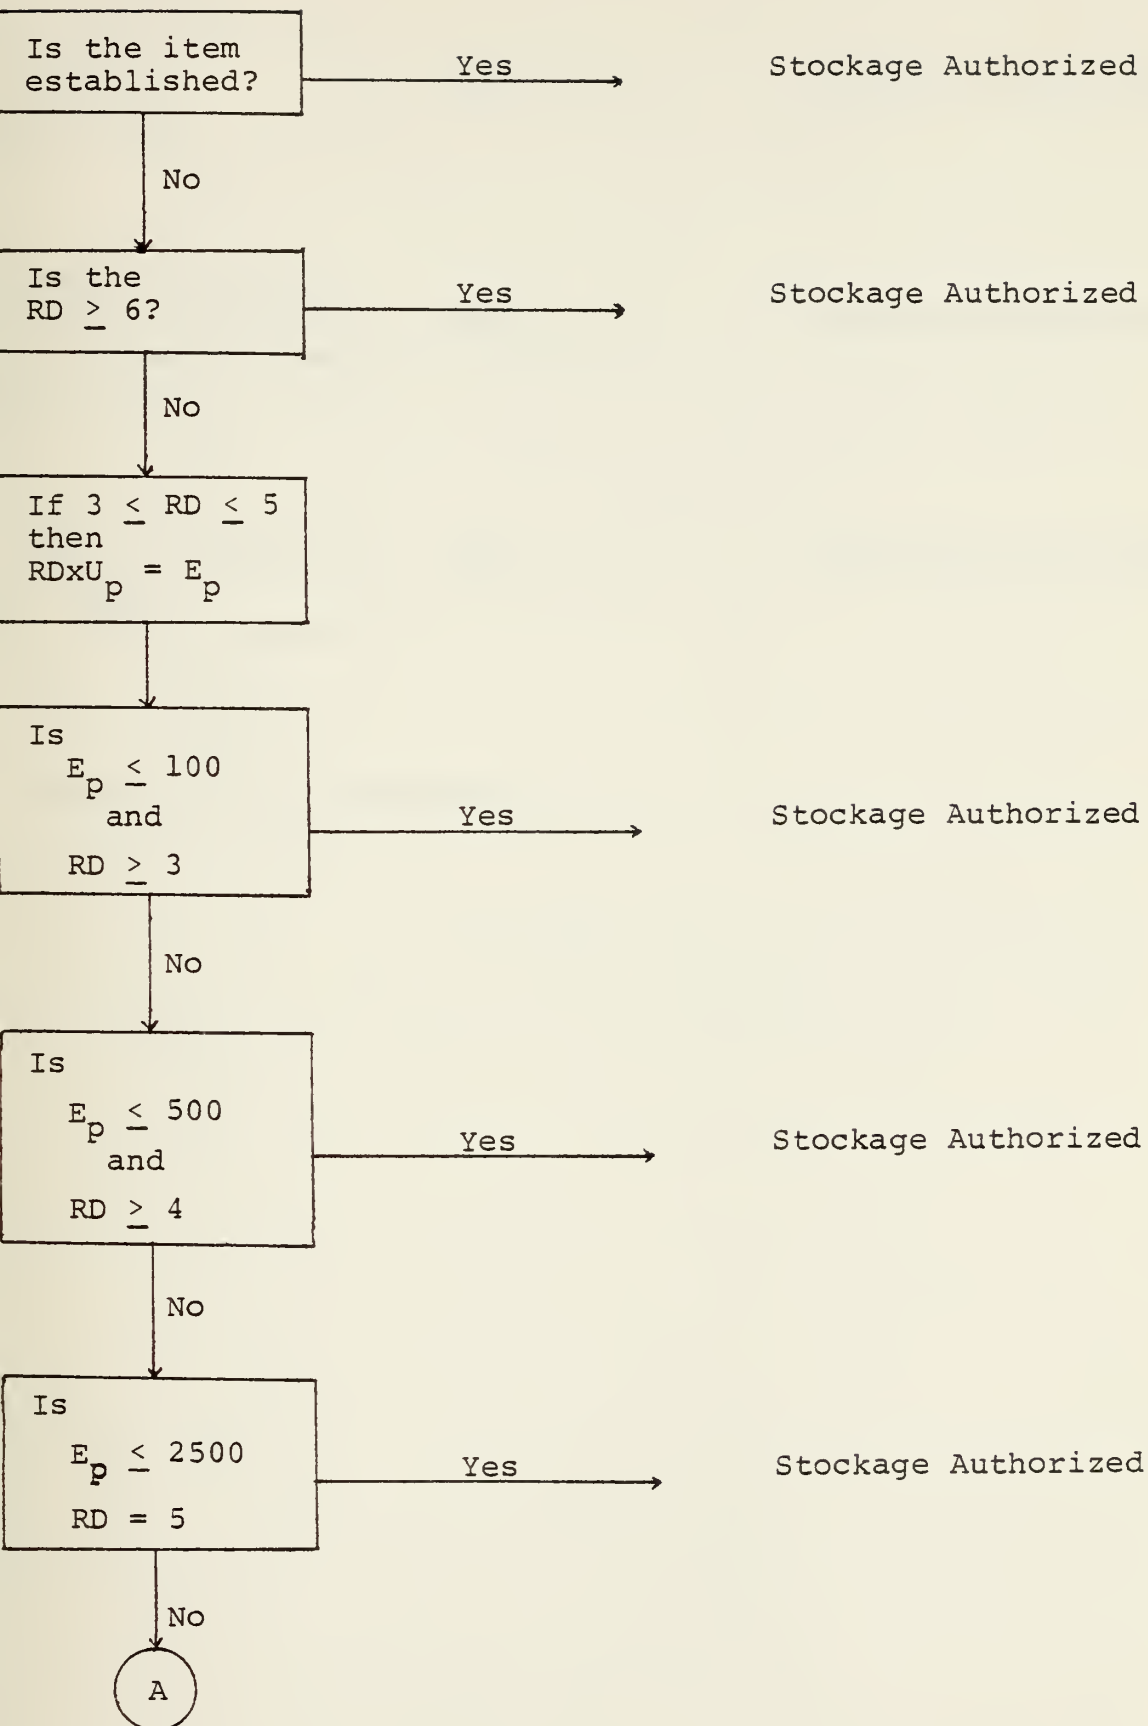 Is the item
established?
Yes
Stockage Authorized
No
Is the
RD ≥ 6?
Yes
Stockage Authorized
No
If 3 ≤ RD ≤ 5
then
RDxU_p = E_p
Is
E_p ≤ 100
and
RD ≥ 3
Yes
Stockage Authorized
No
Is
E_p ≤ 500
and
RD ≥ 4
Yes
Stockage Authorized
No
Is
E_p ≤ 2500
RD = 5
Yes
Stockage Authorized
No
A